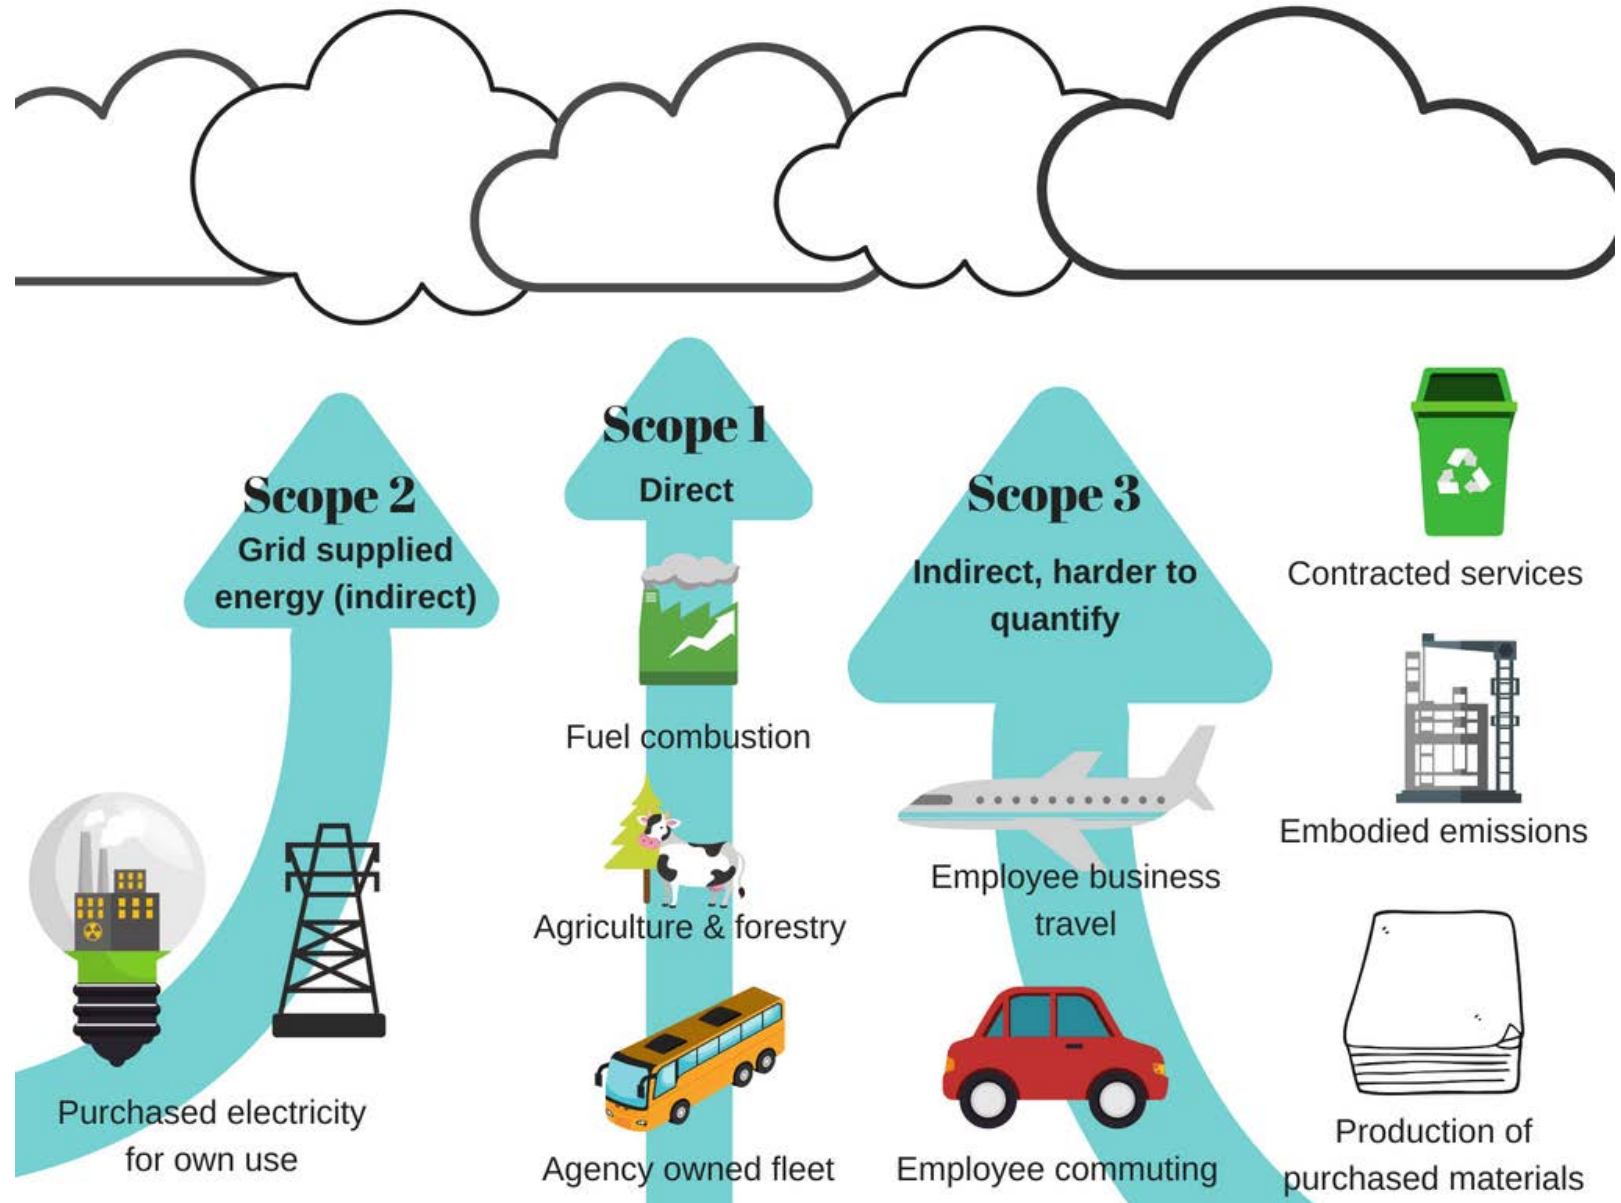 Scope 2
Grid supplied
energy (indirect)
Purchased electricity
for own use
Scope 1
Direct
Fuel combustion
Agriculture & forestry
Agency owned fleet
Scope 3
Indirect, harder to
quantify
Employee business
travel
Employee commuting
Contracted services
Embodied emissions
Production of
purchased materials